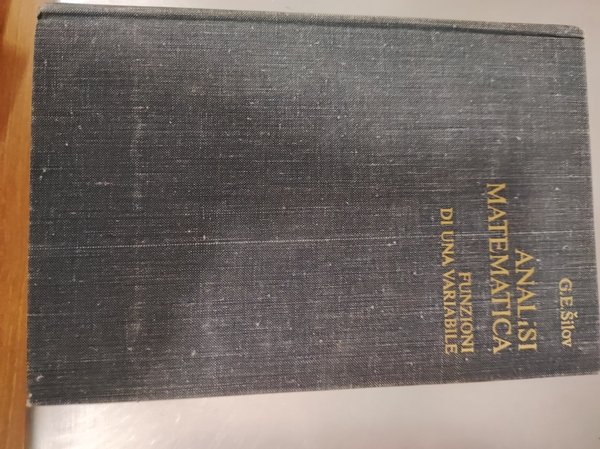 G.E.Šilov
ANALISI
MATEMATICA
FUNZIONI
DI UNA VARIABILE